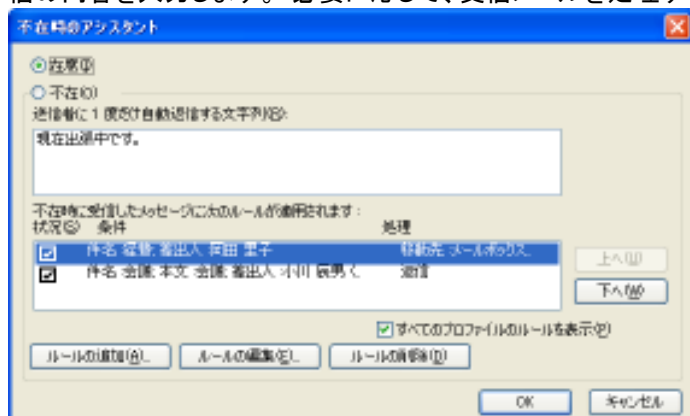 不在時のアシスタント
在席(I)
不在(O)
送信者に 1 度だけ自動返信する文字列(B):
現在出張中です。
不在時に受信したメッセージに次のルールが適用されます:
状況(S) 条件 処理
件名 経費; 差出人 岡田 里子 移動先 メールボックス...
件名 会議; 本文 会議; 差出人 小川 辰男 く 返信
上へ(U)
下へ(W)
すべてのプロファイルのルールを表示(P)
ルールの追加(A)... ルールの編集(E)... ルールの削除(D)
OK キャンセル